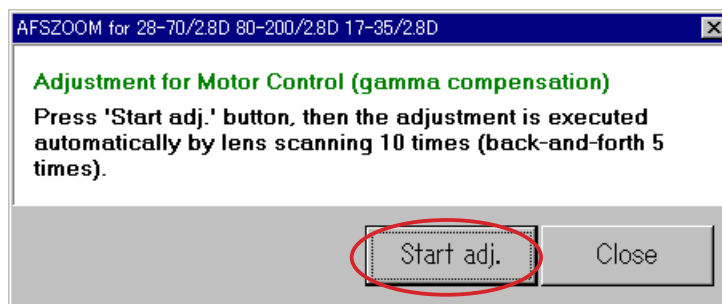 AFSZOOM for 28-70/2.8D 80-200/2.8D 17-35/2.8D
Adjustment for Motor Control (gamma compensation)
Press 'Start adj.' button, then the adjustment is executed
automatically by lens scanning 10 times (back-and-forth 5
times).
Start adj. Close